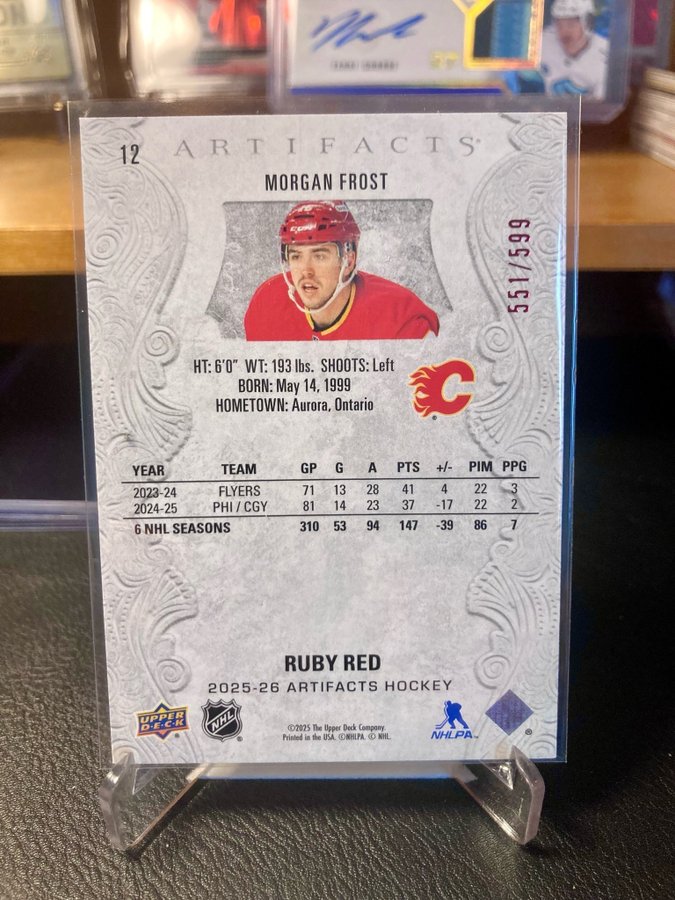 12
ARTIFACTS
MORGAN FROST
551/599
HT: 6'0" WT: 193 lbs. SHOOTS: Left
BORN: May 14, 1999
HOMETOWN: Aurora, Ontario
YEAR TEAM GP G A PTS +/- PIM PPG
2023-24 FLYERS 71 13 28 41 4 22 3
2024-25 PHI / CGY 81 14 23 37 -17 22 2
6 NHL SEASONS 310 53 94 147 -39 86 7
RUBY RED
2025-26 ARTIFACTS HOCKEY
UPPER DECK
NHL
©2025 The Upper Deck Company.
Printed in the USA. ©NHLPA. © NHL.
NHLPA